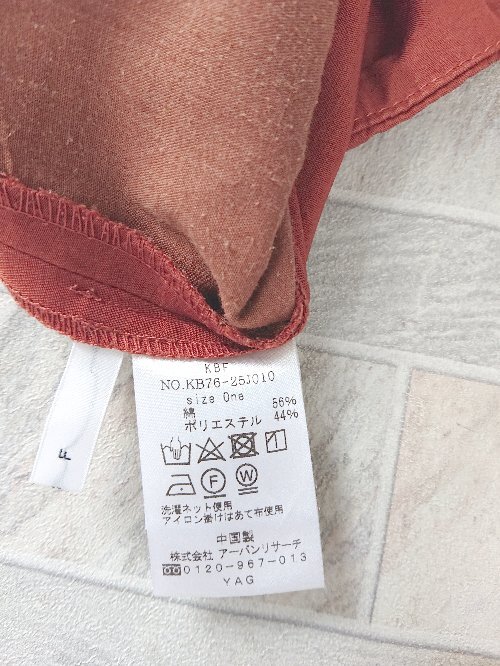 KBF
NO.KB76-25J010
size One
綿 56%
ポリエステル 44%
F W
洗濯ネット使用
アイロン掛けはあて布使用
中国製
株式会社 アーバンリサーチ
0120-967-013
YAG
F